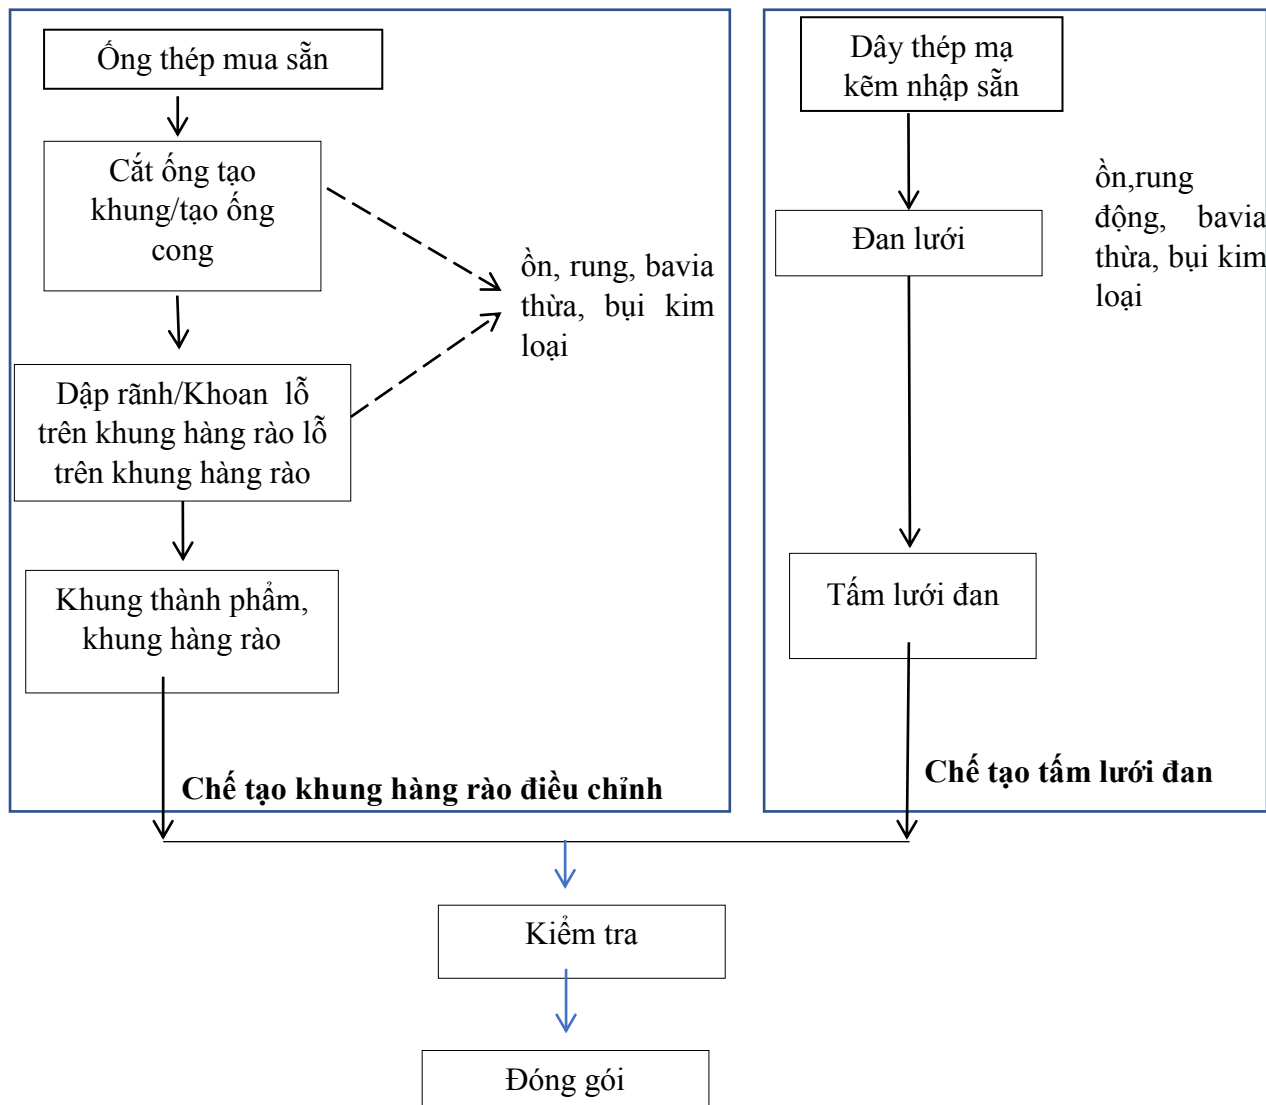 Ống thép mua sẵn
Cắt ống tạo
khung/tạo ống
cong
ồn, rung, bavia
thừa, bụi kim
loại
Dập rãnh/Khoan lỗ
trên khung hàng rào lỗ
trên khung hàng rào
Khung thành phẩm,
khung hàng rào
Chế tạo khung hàng rào điều chỉnh
Dây thép mạ
kẽm nhập sẵn
ồn,rung
động, bavia
thừa, bụi kim
loại
Đan lưới
Tấm lưới đan
Chế tạo tấm lưới đan
Kiểm tra
Đóng gói